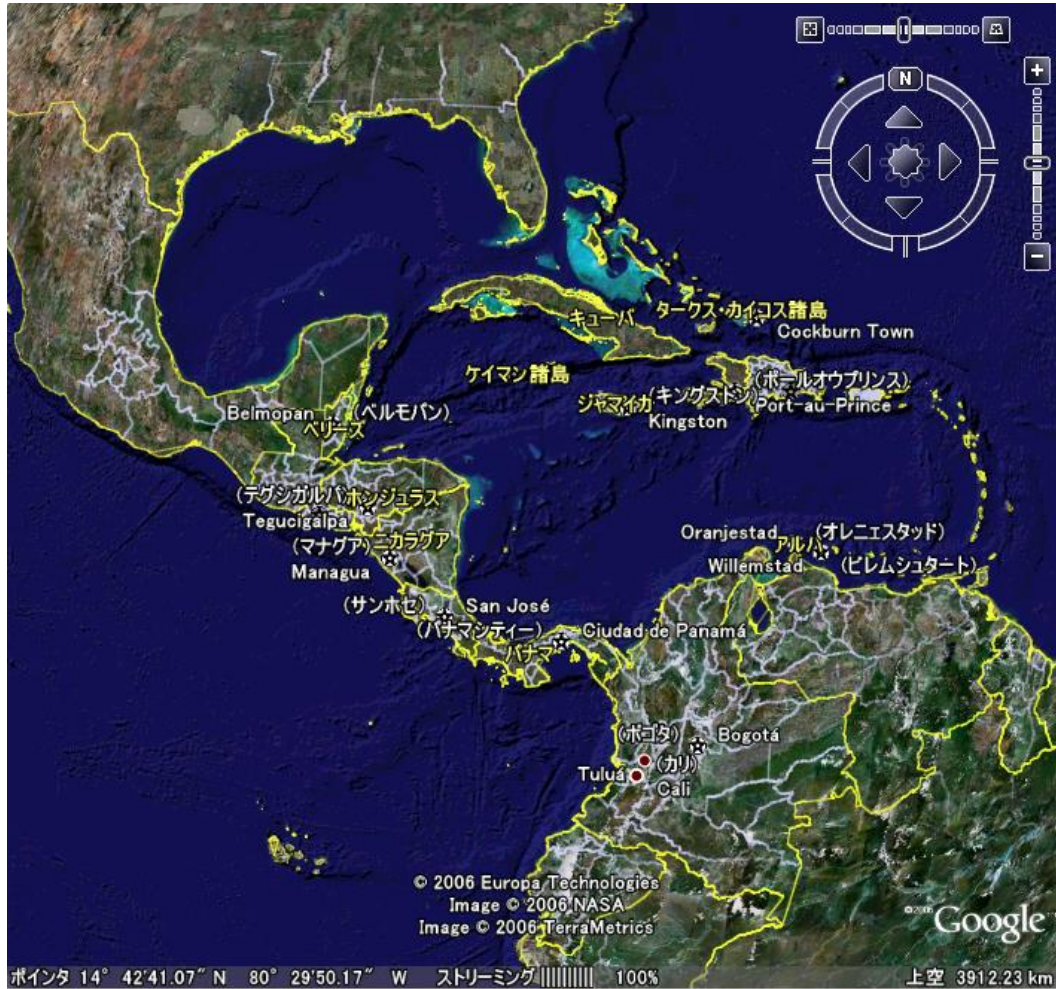 N
タークス・カイコス諸島
キューバ
Cockburn Town
ケイマン諸島
(ポールオウプリンス)
(キングストン)
ジャマイカ
Port-au-Prince
Belmopan (ベルモパン)
Kingston
ベリーズ
(テグシガルパ) ホンジュラス
Tegucigalpa
Oranjestad (オレニェスタッド)
(マナグア) ニカラグア
アルバ
Managua
Willemstad (ビレムシュタート)
(サンホセ) San José
(パナマシティー) Ciudad de Panamá
パナマ
(ボゴタ) Bogotá
(カリ)
Tuluá
Cali
© 2006 Europa Technologies
Image © 2006 NASA
Image © 2006 TerraMetrics
©2006 Google
ポインタ 14° 42'41.07" N 80° 29'50.17" W ストリーミング |||||||||| 100% 上空 3912.23 km